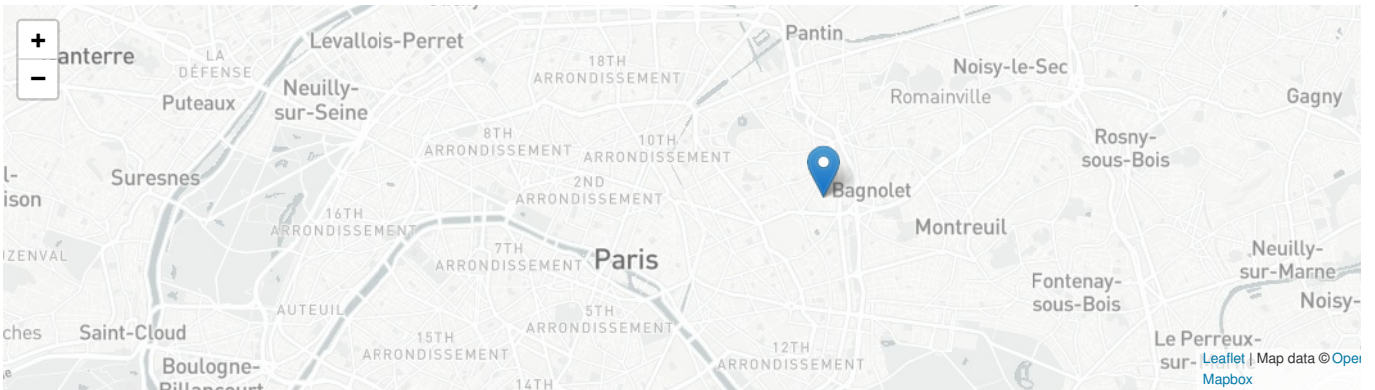 +
−
anterre
LA
DÉFENSE
Levallois-Perret
Puteaux
Neuilly-
sur-Seine
18TH
ARRONDISSEMENT
Pantin
Noisy-le-Sec
Romainville
Gagny
Rosny-
sous-Bois
8TH
ARRONDISSEMENT
10TH
ARRONDISSEMENT
l-
ison
Suresnes
2ND
ARRONDISSEMENT
Bagnolet
16TH
ARRONDISSEMENT
Montreuil
UZENVAL
7TH
ARRONDISSEMENT
Paris
Neuilly-
sur-Marne
Fontenay-
sous-Bois
Noisy-
AUTEUIL
5TH
ARRONDISSEMENT
ches
Saint-Cloud
15TH
ARRONDISSEMENT
12TH
ARRONDISSEMENT
Le Perreux-
sur-
Boulogne-
Billancourt
14TH
Leaflet | Map data © Open
Mapbox